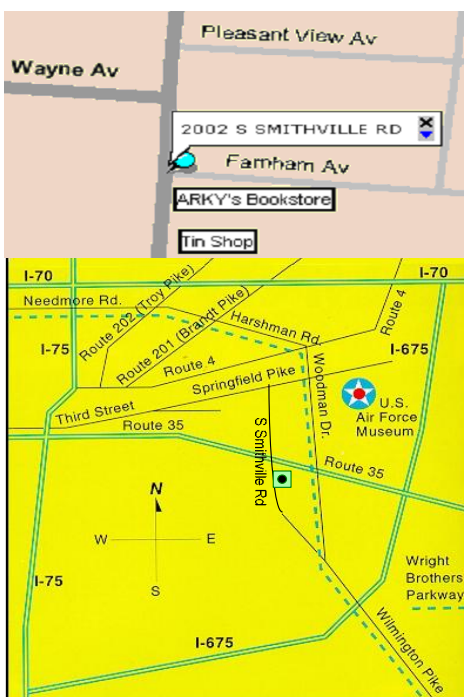 Pleasant View Av
Wayne Av
2002 S SMITHVILLE RD
Farnham Av
ARKY's Bookstore
Tin Shop
I-70
I-70
Needmore Rd.
Route 202 (Troy Pike)
Route 201 (Brandt Pike)
Harshman Rd.
Route 4
I-75
Route 4
I-675
Springfield Pike
Woodman Dr.
Third Street
U.S.
Air Force
Museum
Route 35
S Smithville Rd
Route 35
N
W
E
S
Wright
Brothers
Parkway
I-75
Wilmington Pike
I-675